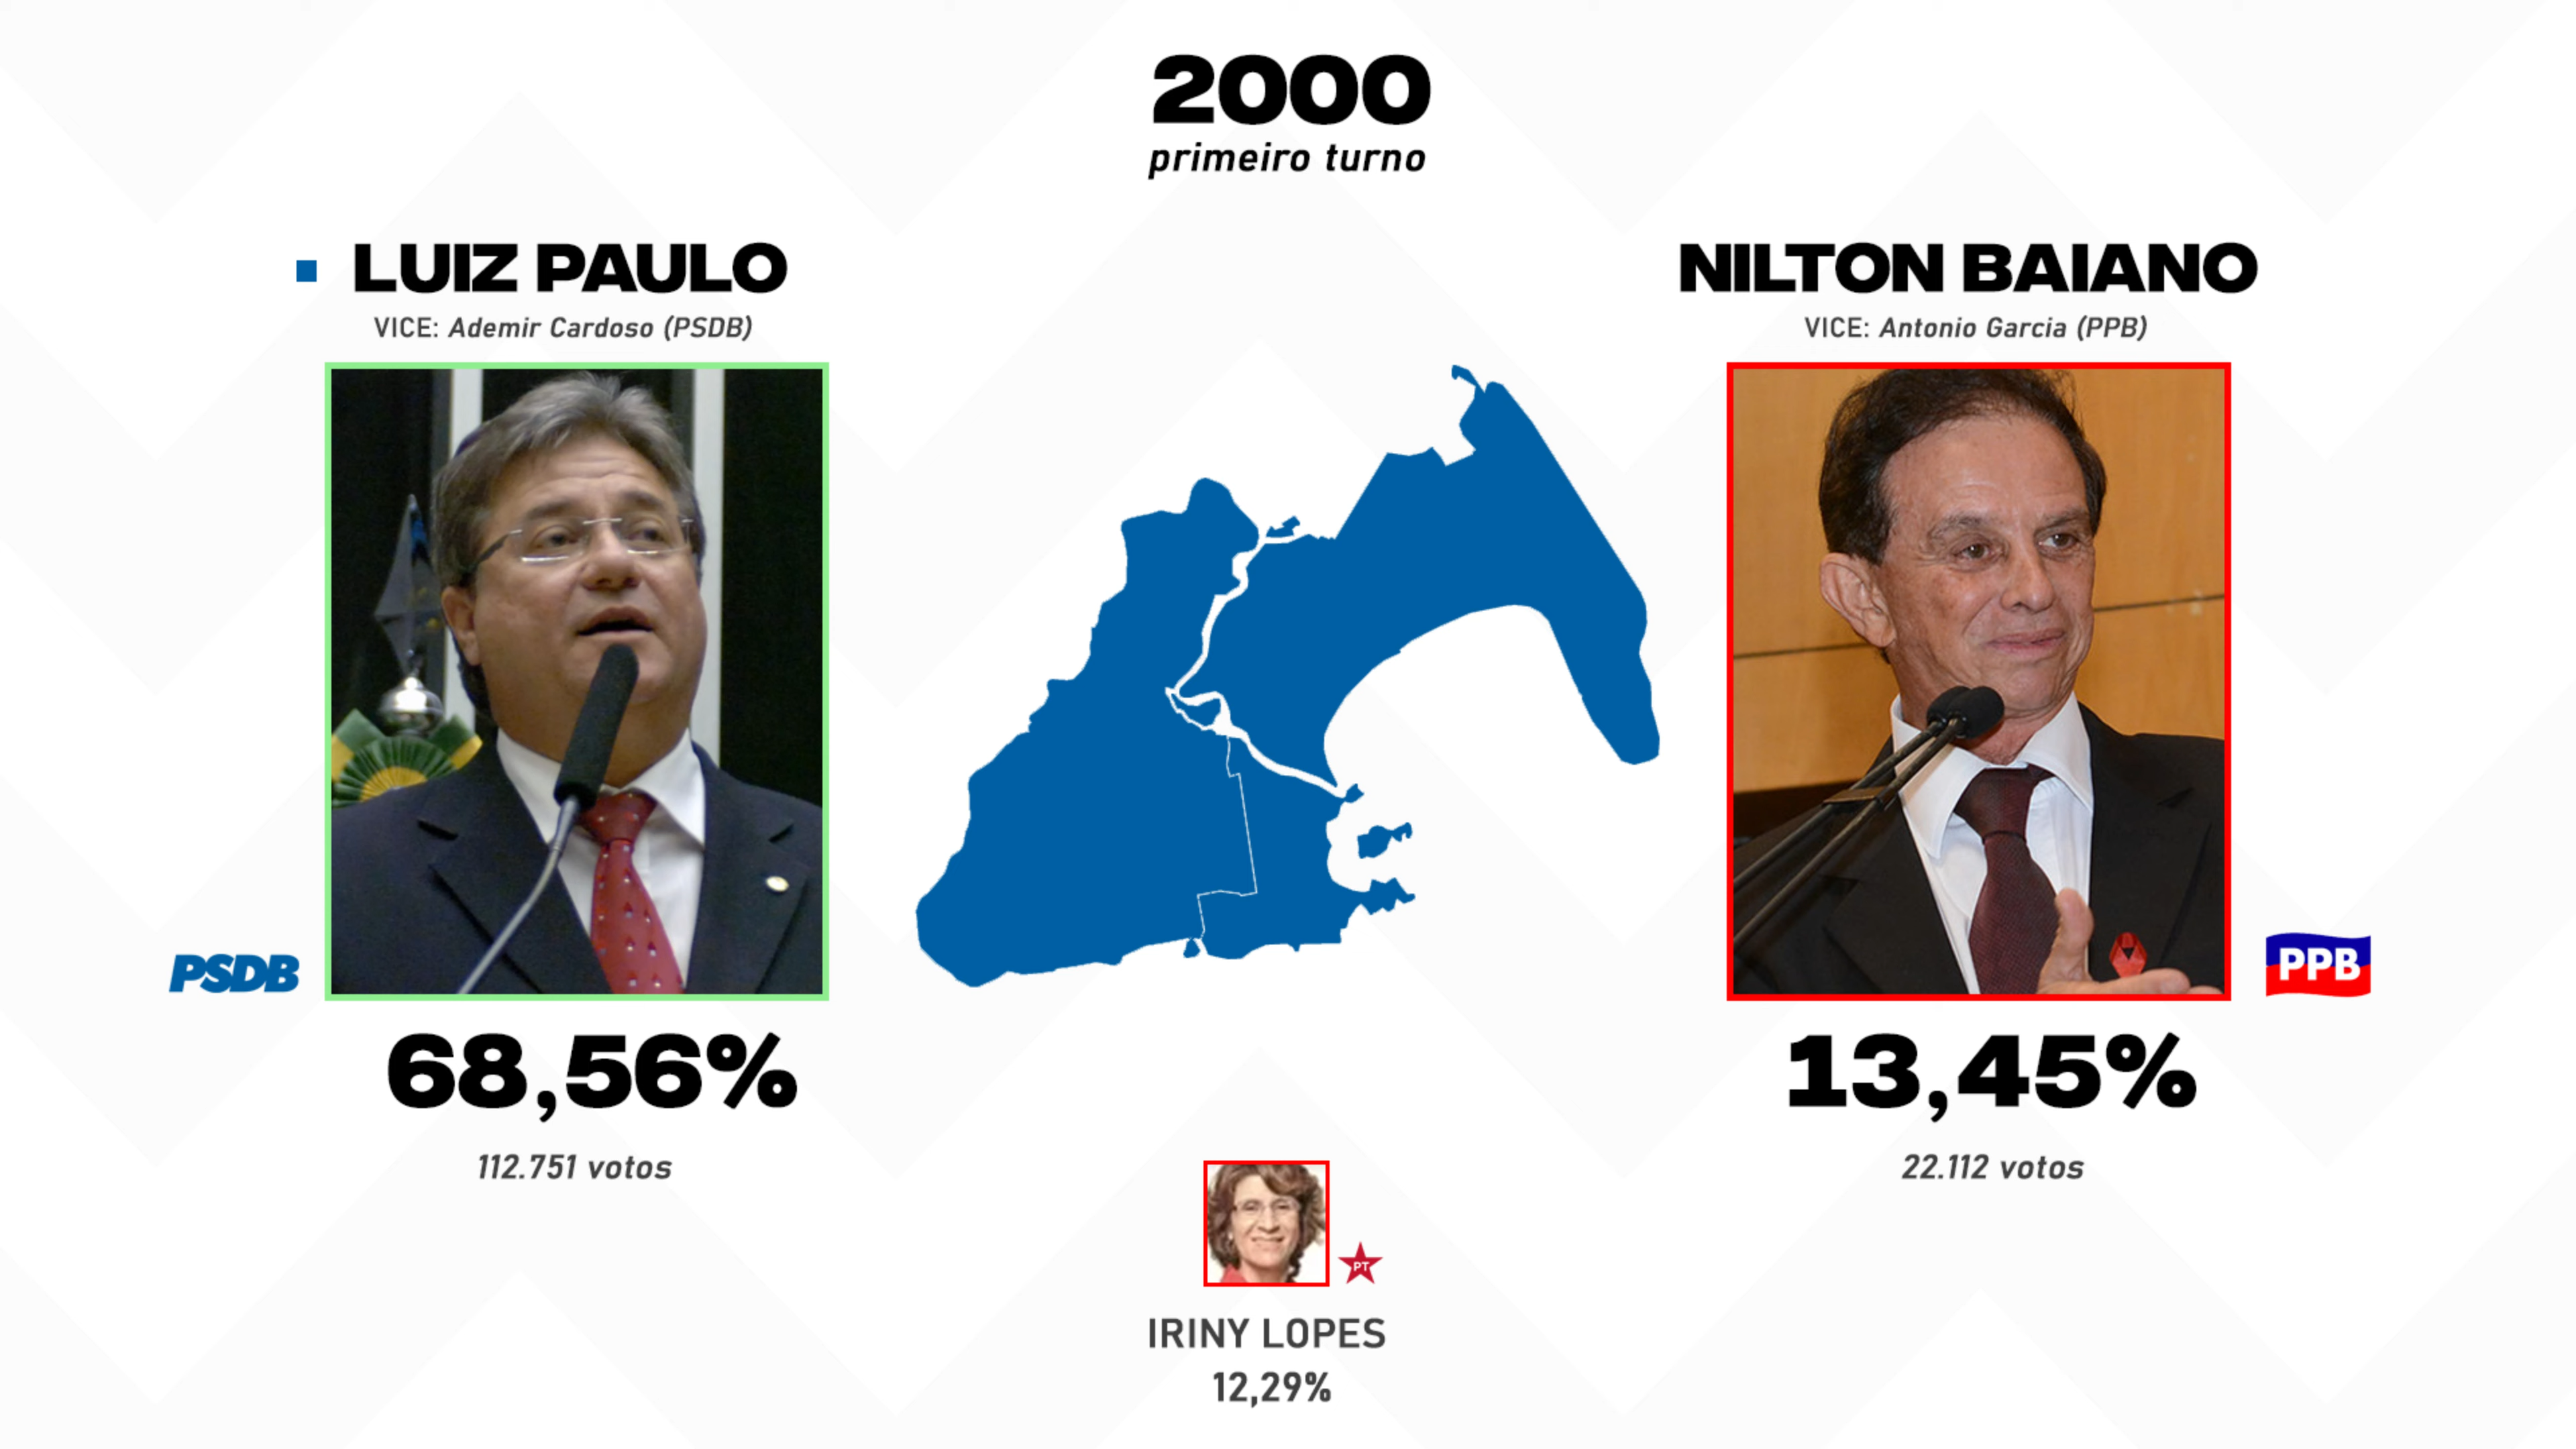 2000
primeiro turno
LUIZ PAULO
VICE: Ademir Cardoso (PSDB)
PSDB
68,56%
112.751 votos
NILTON BAIANO
VICE: Antonio Garcia (PPB)
PPB
13,45%
22.112 votos
PT
IRINY LOPES
12,29%